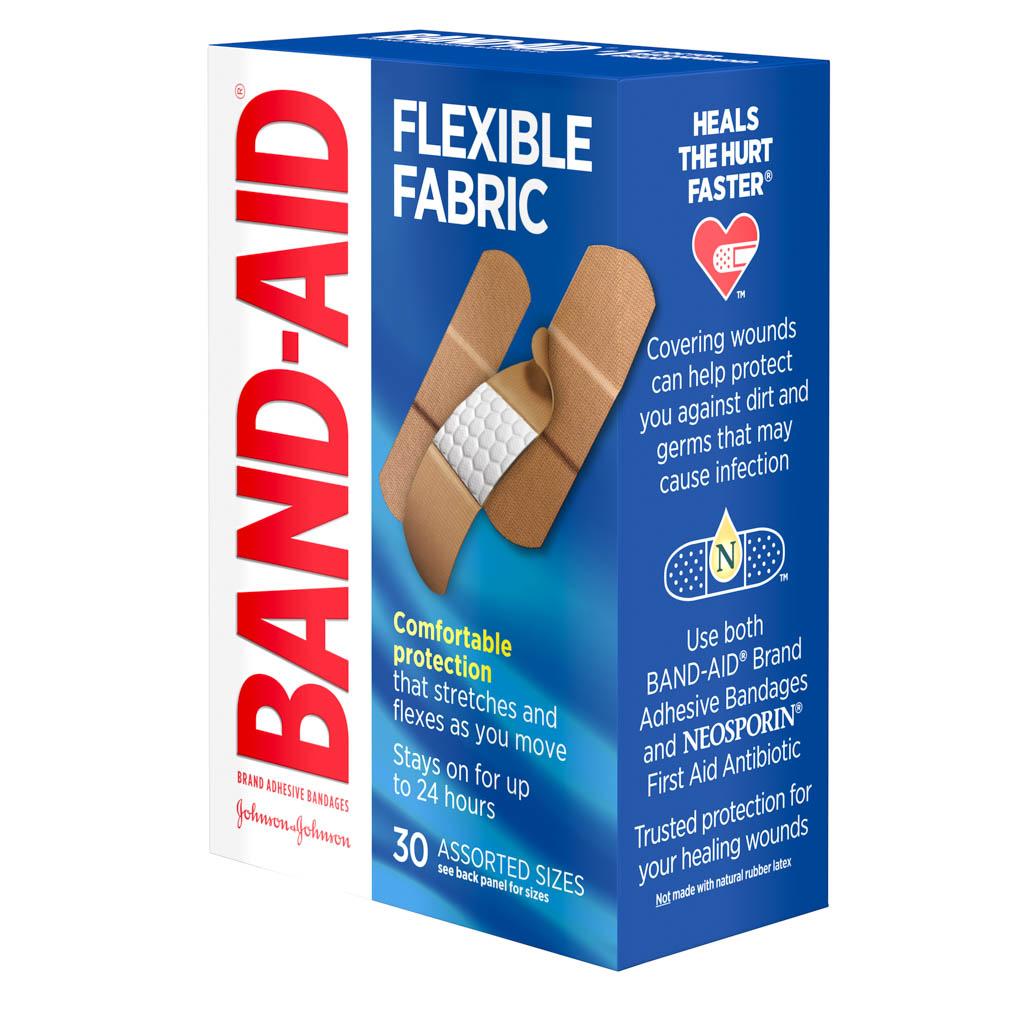 BAND-AID®
BRAND ADHESIVE BANDAGES
Johnson & Johnson
FLEXIBLE
FABRIC
Comfortable
protection
that stretches and
flexes as you move
Stays on for up
to 24 hours
30 ASSORTED SIZES
see back panel for sizes
HEALS
THE HURT
FASTER®
TM
Covering wounds
can help protect
you against dirt and
germs that may
cause infection
N
TM
Use both
BAND-AID® Brand
Adhesive Bandages
and NEOSPORIN®
First Aid Antibiotic
Trusted protection for
your healing wounds
Not made with natural rubber latex